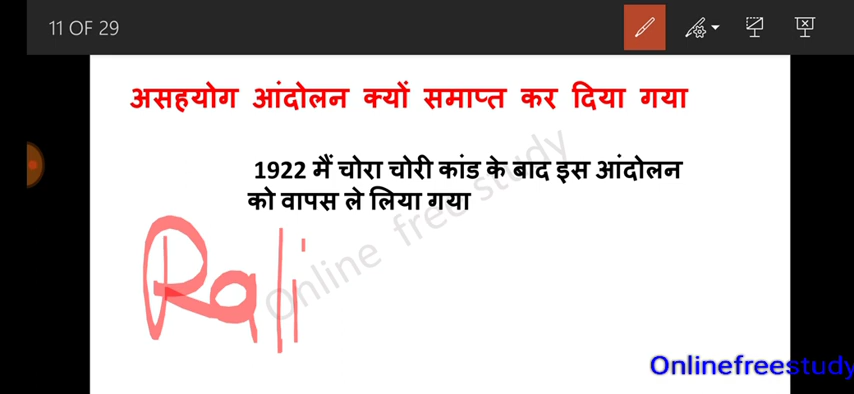 11 OF 29
असहयोग आंदोलन क्यों समाप्त कर दिया गया
1922 मैं चोरा चोरी कांड के बाद इस आंदोलन
को वापस ले लिया गया
Online free study
Rali
Onlinefreestudy